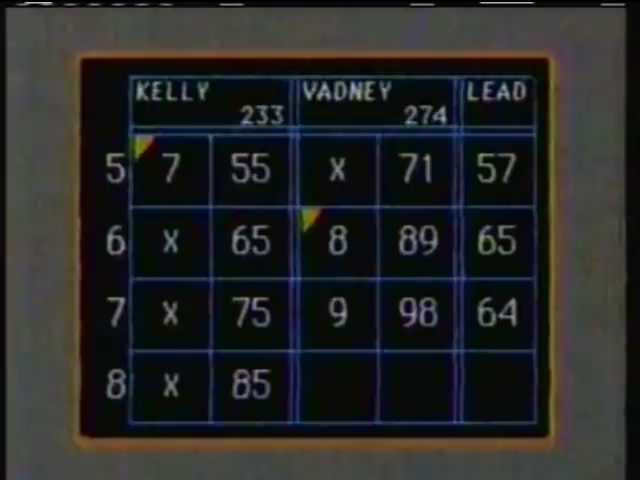 KELLY VADNEY LEAD
233 274
5 7 55 X 71 57
6 X 65 8 89 65
7 X 75 9 98 64
8 X 85